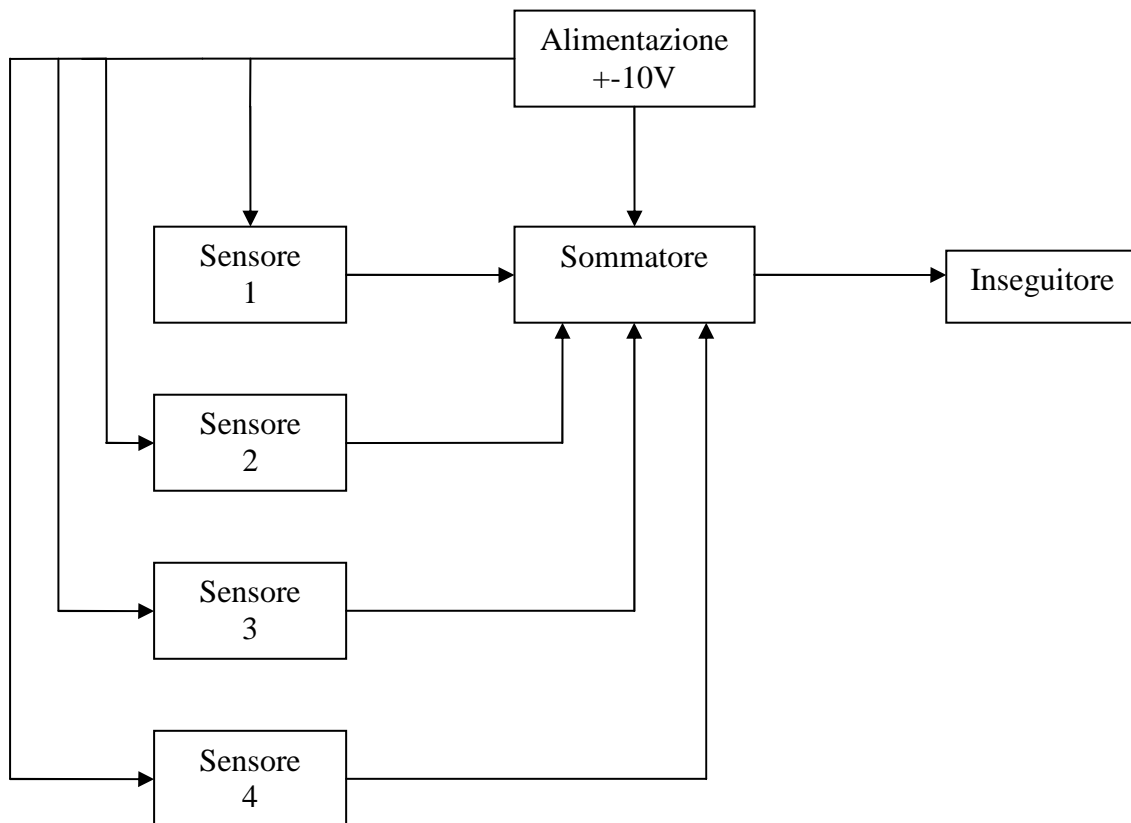 Alimentazione
+-10V
Sensore
1
Sommatore
Inseguitore
Sensore
2
Sensore
3
Sensore
4